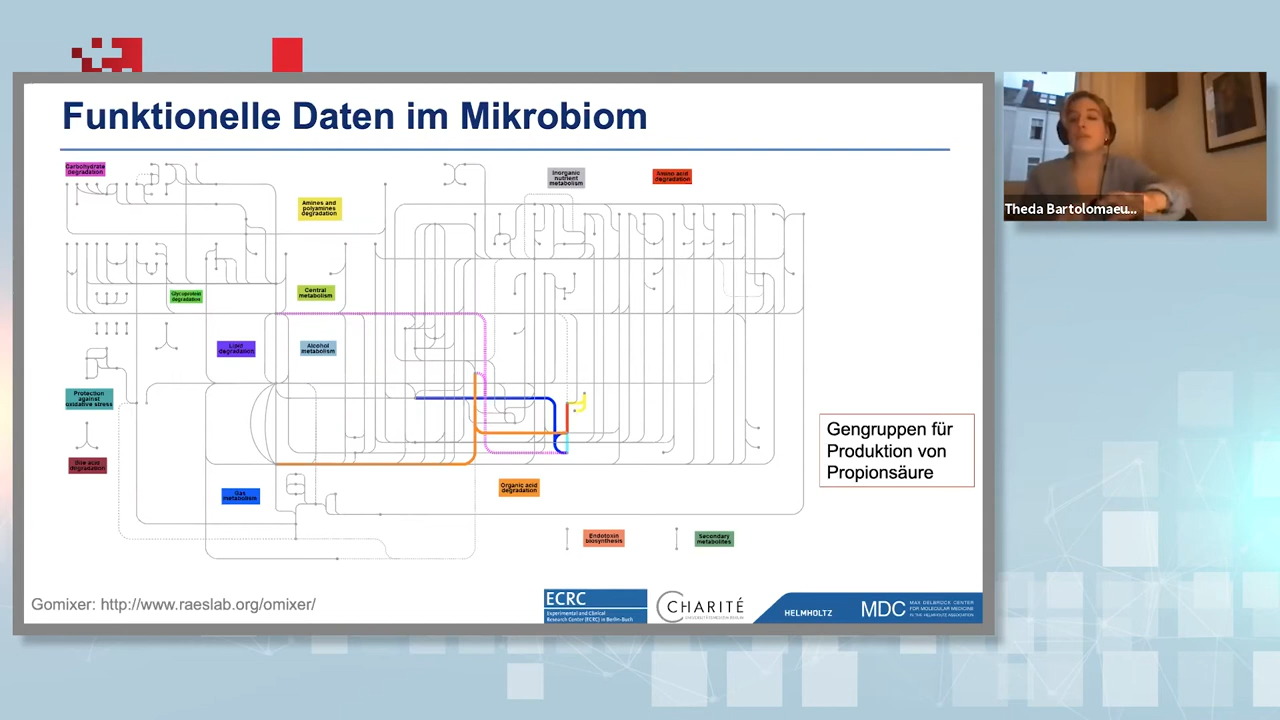 Funktionelle Daten im Mikrobiom
Carbohydrate
degradation
Amines and
polyamines
degradation
Inorganic
nutrient
metabolism
Amino acid
degradation
Glycoprotein
degradation
Central
metabolism
Lipid
degradation
Alcohol
metabolism
Protection
against
oxidative stress
Bile acid
degradation
Gas
metabolism
Organic acid
degradation
Endotoxin
biosynthesis
Secondary
metabolites
Gengruppen für
Produktion von
Propionsäure
Gomixer: http://www.raeslab.org/gomixer/
ECRC
Experimental and Clinical
Research Center (ECRC) in Berlin-Buch
CHARITÉ
UNIVERSITÄTSMEDIZIN BERLIN
HELMHOLTZ
MDC
MAX DELBRÜCK CENTER
FOR MOLECULAR MEDICINE
IN THE HELMHOLTZ ASSOCIATION
Theda Bartolomaeu...